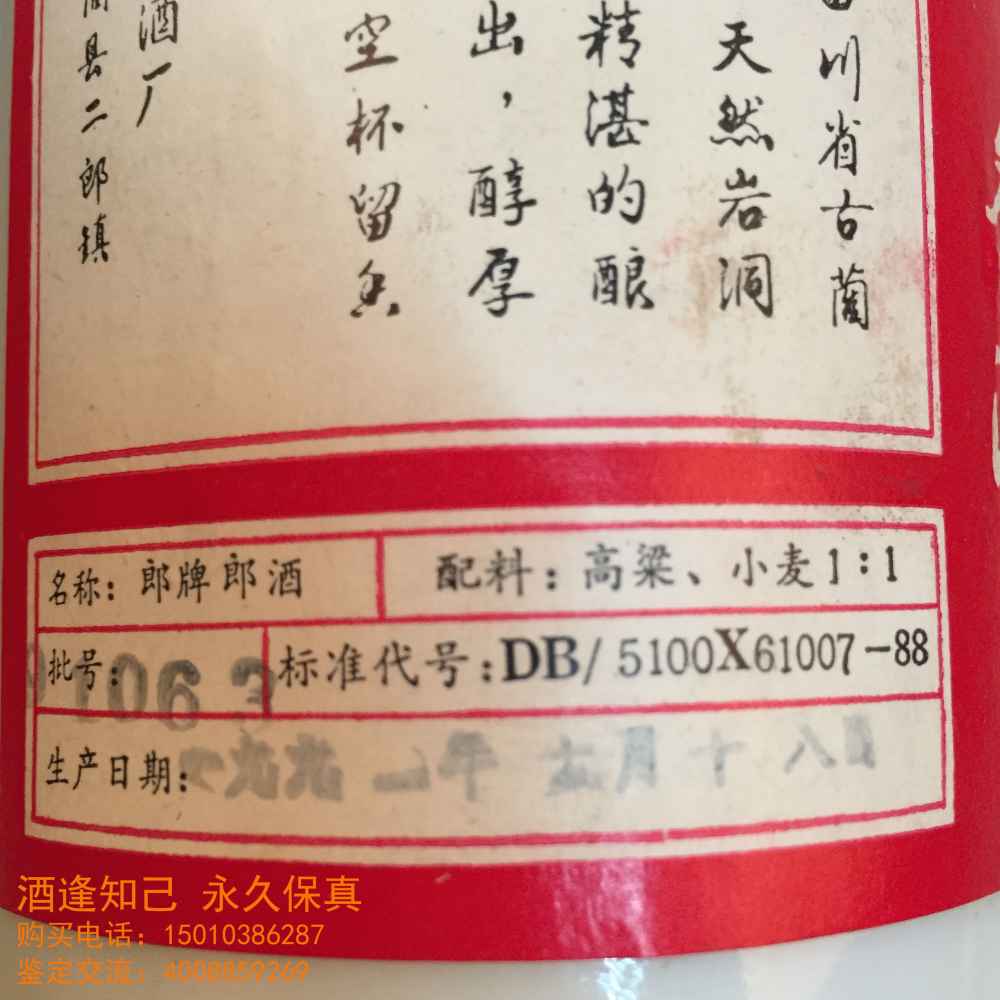 川省古蔺
天然岩洞
精湛的酿
出，醇厚
空杯留香
酒厂
县二郎镇
名称：郎牌郎酒
配料：高粱、小麦1：1
批号：
标准代号：DB/5100X61007-88
生产日期：
酒逢知己 永久保真
购买电话：15010386287
鉴定交流：4008859269